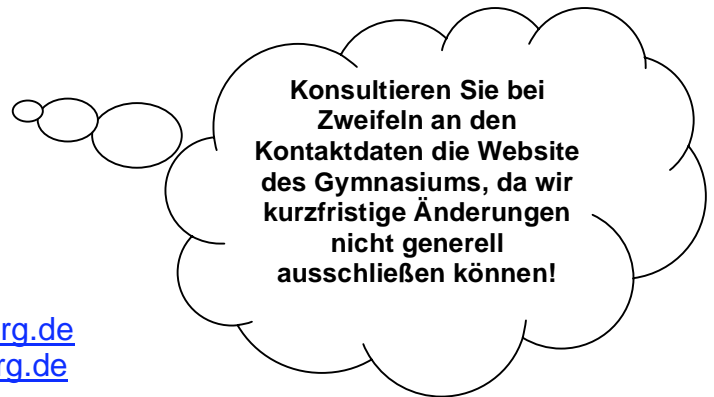 Konsultieren Sie bei
Zweifeln an den
Kontaktdaten die Website
des Gymnasiums, da wir
kurzfristige Änderungen
nicht generell
ausschließen können!
rg.de
rg.de